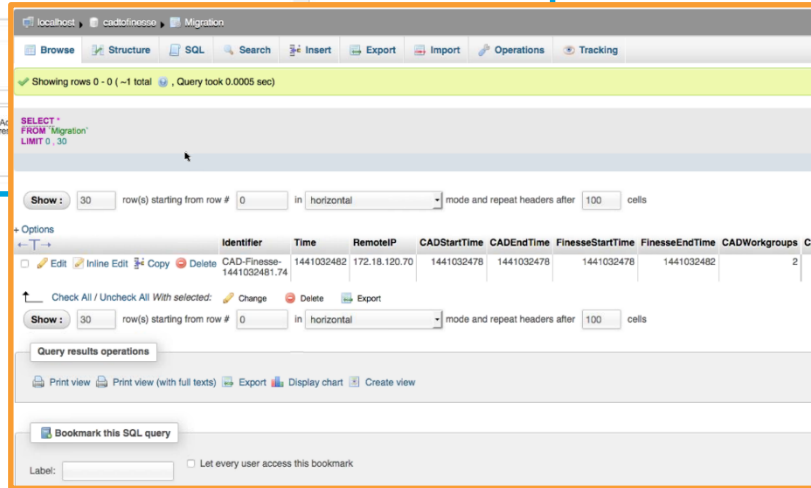 localhost cadtofinesse Migration
Browse Structure SQL Search Insert Export Import Operations Tracking
Showing rows 0 - 0 ( ~1 total , Query took 0.0005 sec)
SELECT *
FROM `Migration`
LIMIT 0 , 30
Show : 30 row(s) starting from row # 0 in horizontal mode and repeat headers after 100 cells
+ Options
←T→ Identifier Time RemoteIP CADStartTime CADEndTime FinesseStartTime FinesseEndTime CADWorkgroups C
Edit Inline Edit Copy Delete CAD-Finesse- 1441032482 172.18.120.70 1441032478 1441032478 1441032478 1441032482 2
1441032481.74
Check All / Uncheck All With selected: Change Delete Export
Show : 30 row(s) starting from row # 0 in horizontal mode and repeat headers after 100 cells
Query results operations
Print view Print view (with full texts) Export Display chart Create view
Bookmark this SQL query
Label: Let every user access this bookmark